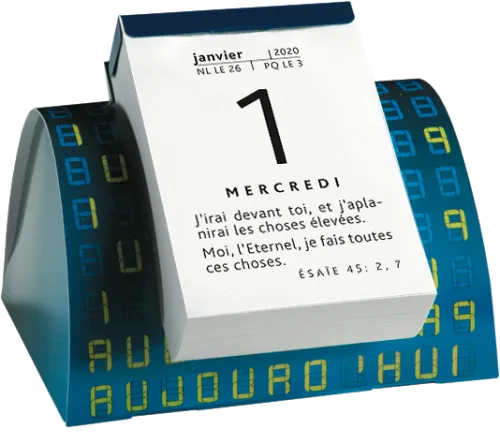 janvier | 2020
NL LE 26 | PQ LE 3
1
MERCREDI
J'irai devant toi, et j'apla-
nirai les choses élevées.
Moi, l'Eternel, je fais toutes
ces choses.
ÉSAÏE 45: 2, 7
AUJOURD'HUI